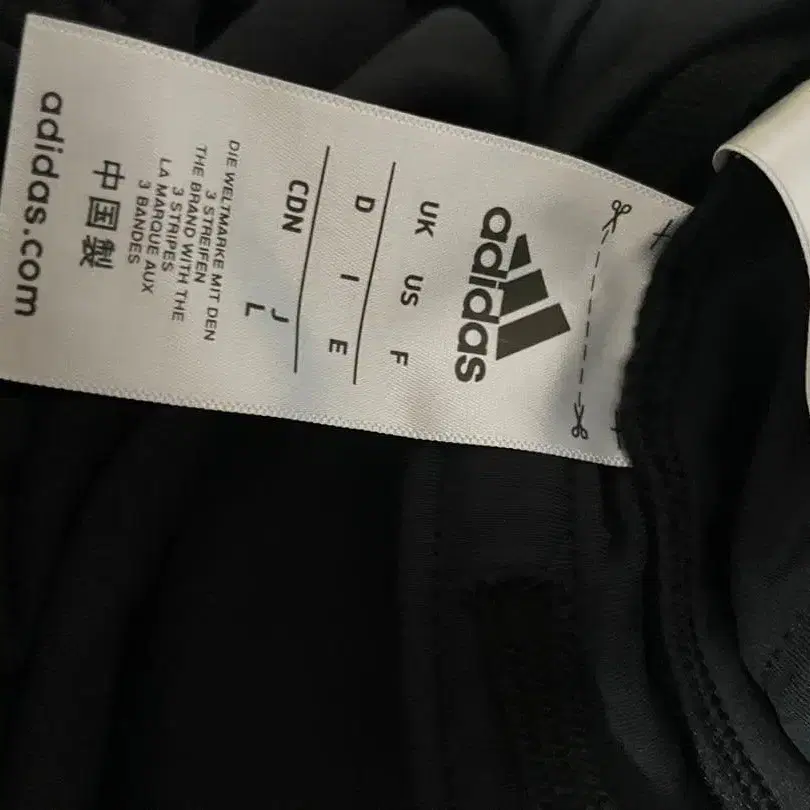 adidas
UK US F
D I E
CDN J
L
DIE WELTMARKE MIT DEN
3 STREIFEN
THE BRAND WITH THE
3 STRIPES
LA MARQUE AUX
3 BANDES
中国製
adidas.com